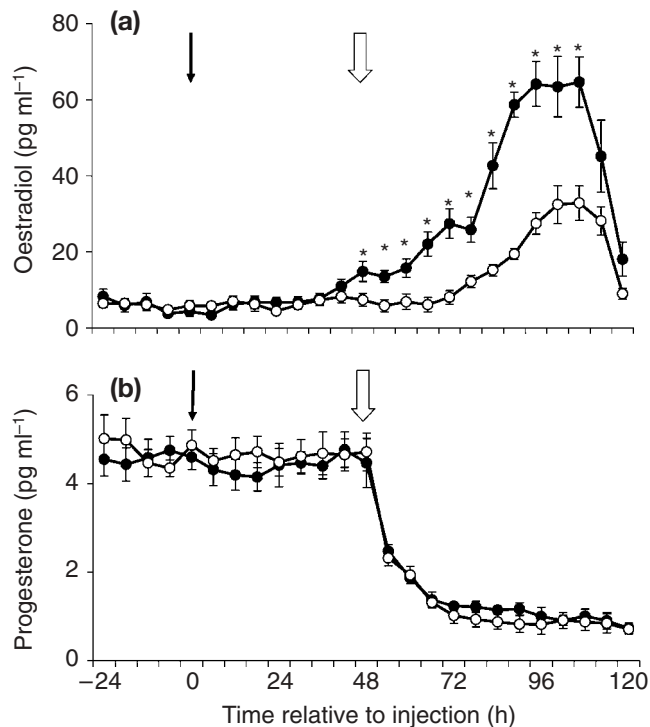 (a)
80
60
40
20
0
Oestradiol (pg ml⁻¹)
* * * * * * * * * * *
(b)
6
4
2
0
Progesterone (pg ml⁻¹)
−24 0 24 48 72 96 120
Time relative to injection (h)